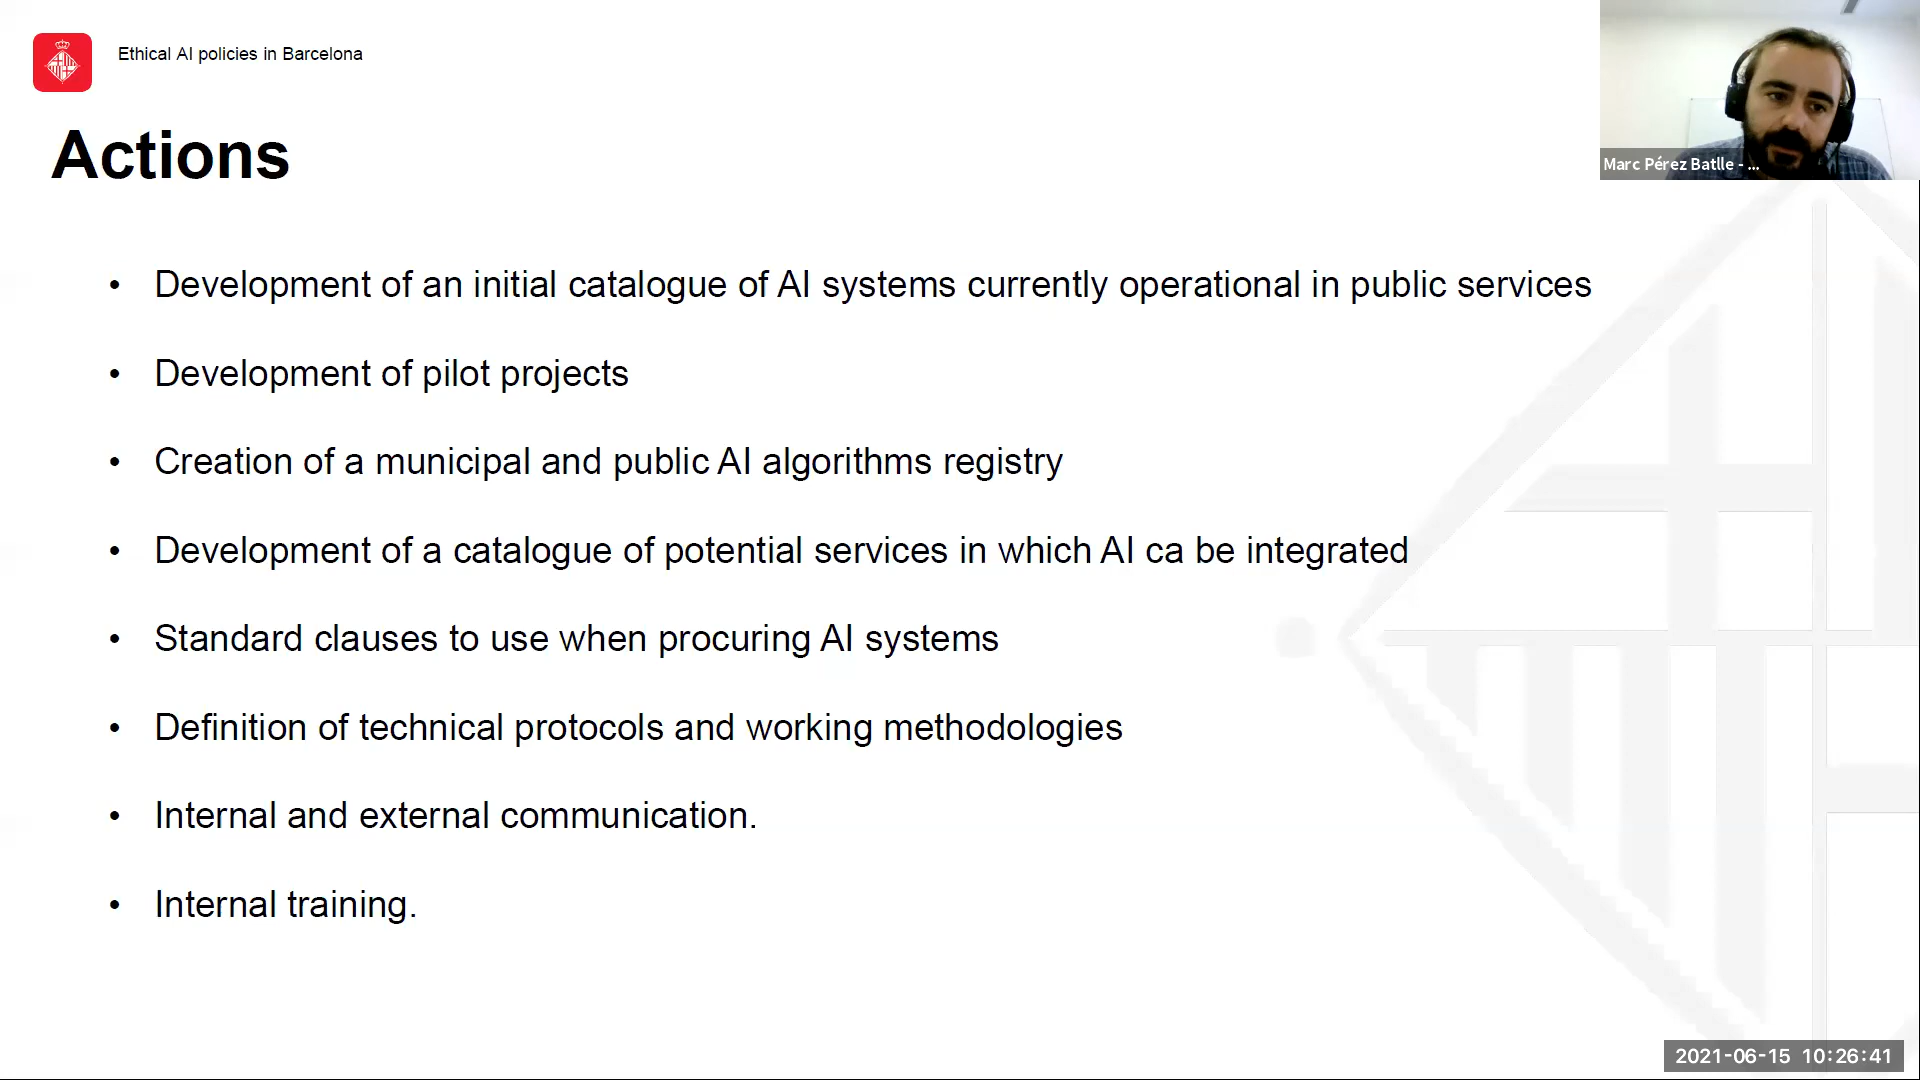 Ethical AI policies in Barcelona
Marc Pérez Batlle - ...
Actions
• Development of an initial catalogue of AI systems currently operational in public services
• Development of pilot projects
• Creation of a municipal and public AI algorithms registry
• Development of a catalogue of potential services in which AI ca be integrated
• Standard clauses to use when procuring AI systems
• Definition of technical protocols and working methodologies
• Internal and external communication.
• Internal training.
2021-06-15 10:26:41